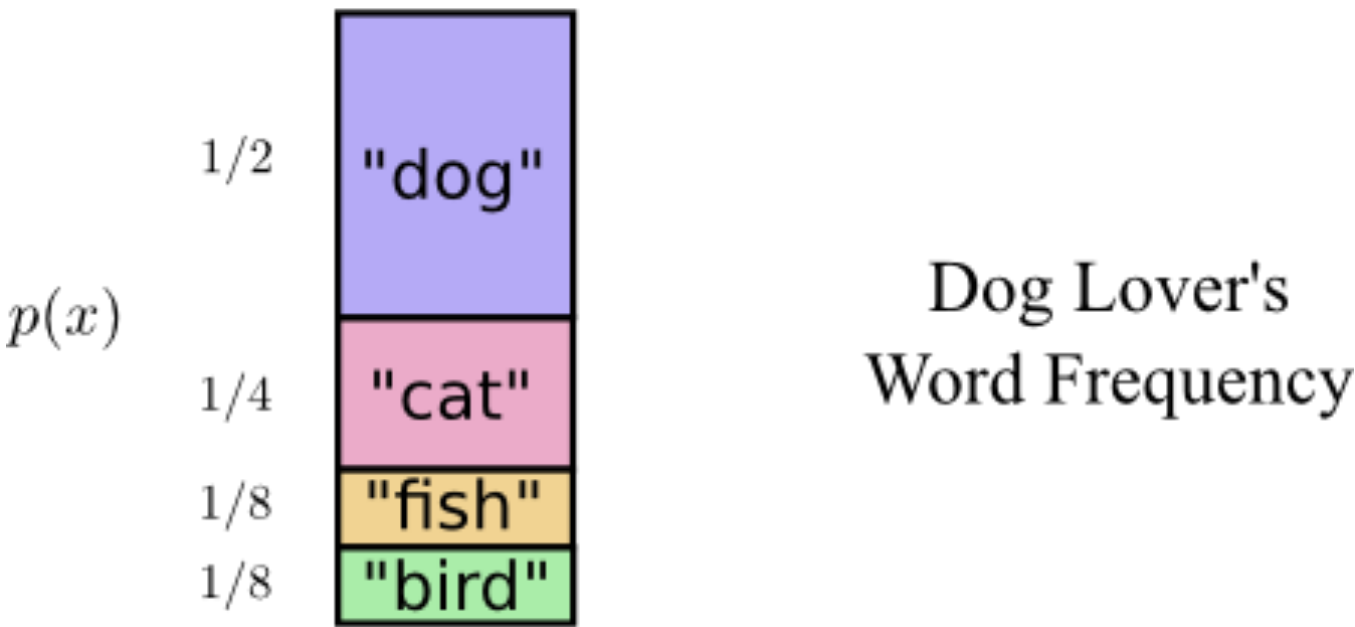 1/2
"dog"
p(x)
1/4
"cat"
1/8
"fish"
1/8
"bird"
Dog Lover's
Word Frequency